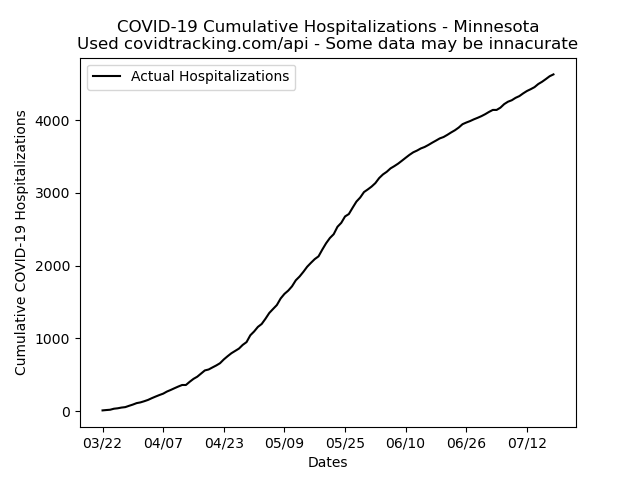 COVID-19 Cumulative Hospitalizations - Minnesota
Used covidtracking.com/api - Some data may be innacurate
Actual Hospitalizations
Cumulative COVID-19 Hospitalizations
4000
3000
2000
1000
0
03/22 04/07 04/23 05/09 05/25 06/10 06/26 07/12
Dates